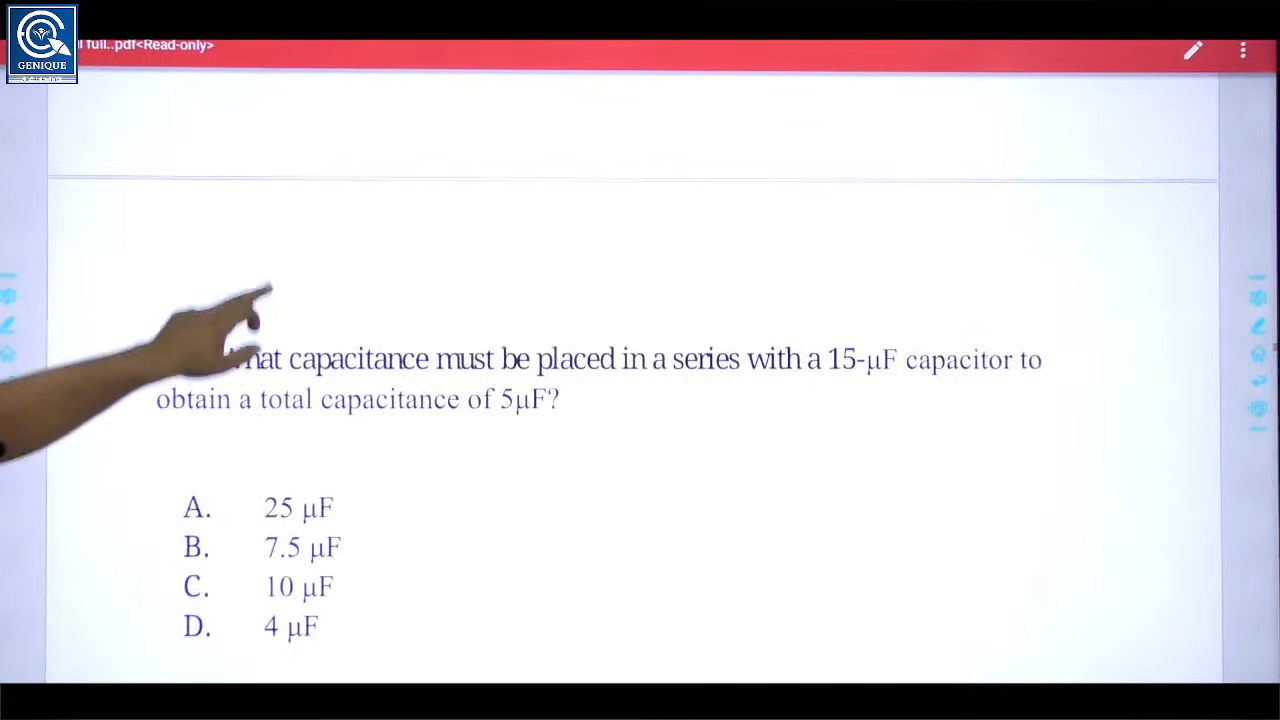 GENIQUE
full..pdf<Read-only>
capacitance must be placed in a series with a 15-μF capacitor to
obtain a total capacitance of 5μF?
A. 25 μF
B. 7.5 μF
C. 10 μF
D. 4 μF